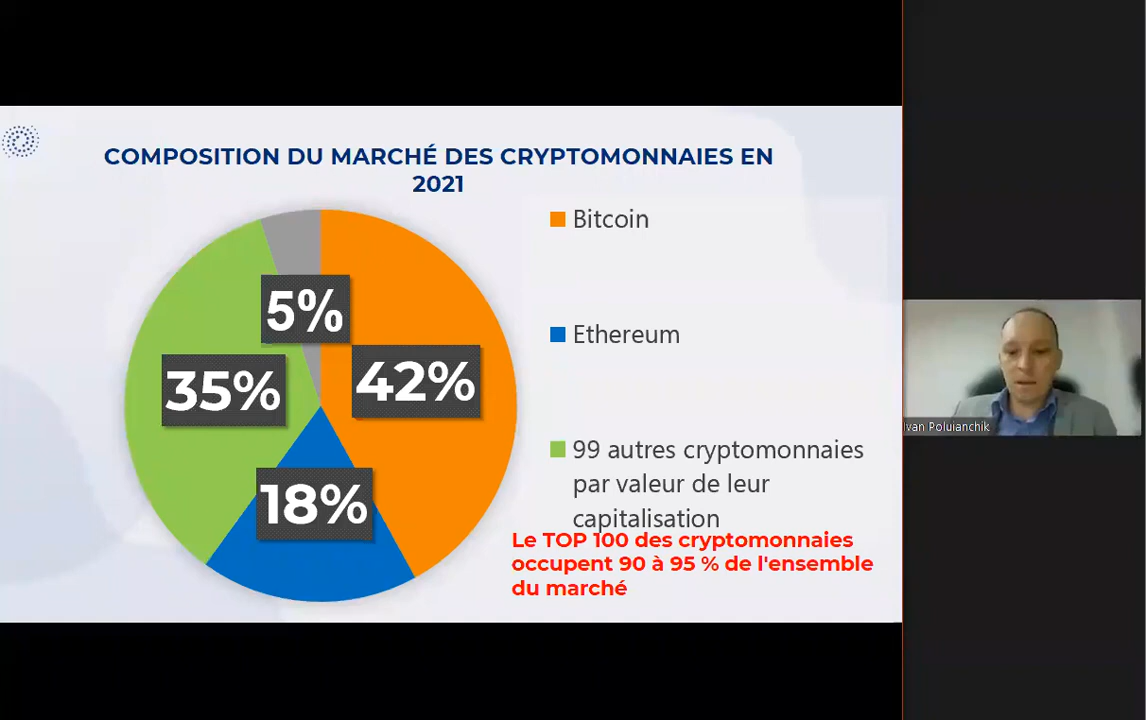 COMPOSITION DU MARCHÉ DES CRYPTOMONNAIES EN
2021
Bitcoin
Ethereum
99 autres cryptomonnaies
par valeur de leur
capitalisation
5%
35%
42%
18%
Le TOP 100 des cryptomonnaies
occupent 90 à 95 % de l'ensemble
du marché
Ivan Poluianchik